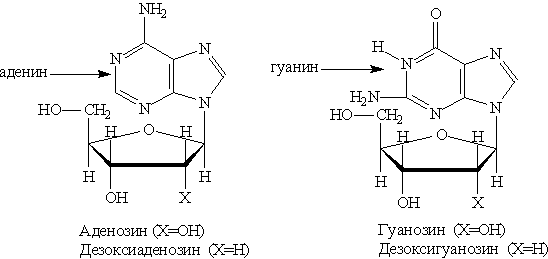 NH₂
O
N
N
N
N
аденин
H
N
N
N
N
гуанин
H₂N
HO
CH₂
O
H
H
H
H
OH
X
HO
CH₂
O
H
H
H
H
OH
X
Аденозин (X=OH)
Дезоксиаденозин (X=H)
Гуанозин (X=OH)
Дезоксигуанозин (X=H)